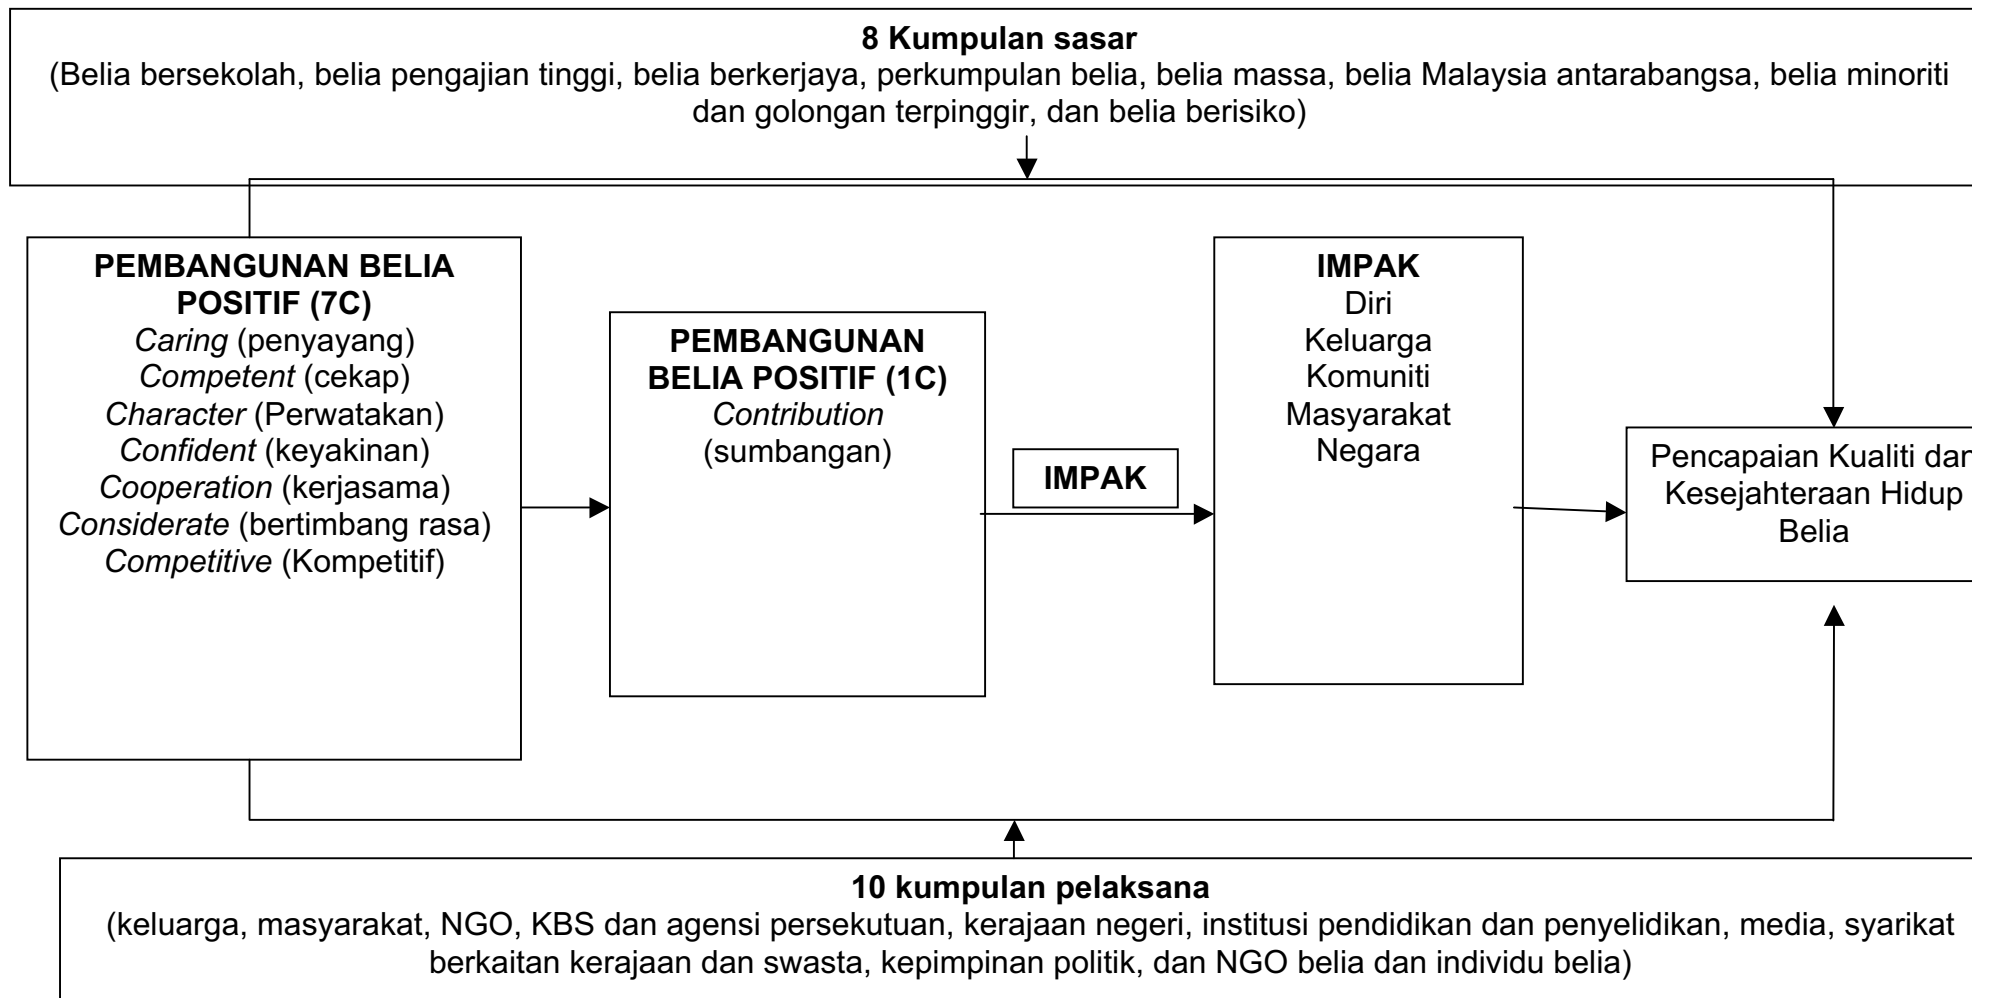 8 Kumpulan sasar
(Belia bersekolah, belia pengajian tinggi, belia berkerjaya, perkumpulan belia, belia massa, belia Malaysia antarabangsa, belia minoriti
dan golongan terpinggir, dan belia berisiko)
PEMBANGUNAN BELIA
POSITIF (7C)
Caring (penyayang)
Competent (cekap)
Character (Perwatakan)
Confident (keyakinan)
Cooperation (kerjasama)
Considerate (bertimbang rasa)
Competitive (Kompetitif)
PEMBANGUNAN
BELIA POSITIF (1C)
Contribution
(sumbangan)
IMPAK
IMPAK
Diri
Keluarga
Komuniti
Masyarakat
Negara
Pencapaian Kualiti dan
Kesejahteraan Hidup
Belia
10 kumpulan pelaksana
(keluarga, masyarakat, NGO, KBS dan agensi persekutuan, kerajaan negeri, institusi pendidikan dan penyelidikan, media, syarikat
berkaitan kerajaan dan swasta, kepimpinan politik, dan NGO belia dan individu belia)